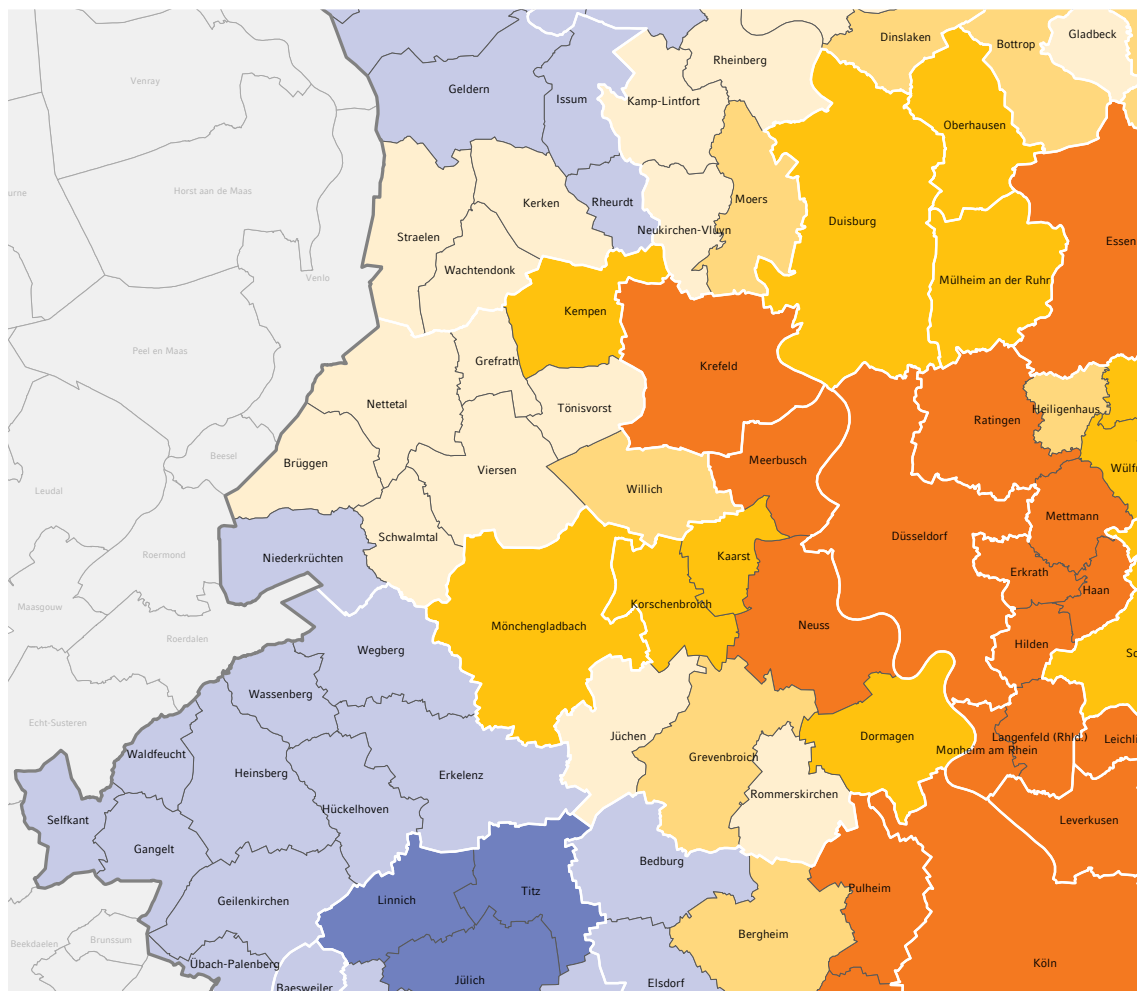 Gladbeck
Dinslaken
Bottrop
Rheinberg
Venray
Geldern
Issum
Kamp-Lintfort
Oberhausen
urne
Horst aan de Maas
Kerken
Rheurdt
Moers
Duisburg
Neukirchen-Vluyn
Straelen
Essen
Wachtendonk
Venlo
Mülheim an der Ruhr
Kempen
Peel en Maas
Grefrath
Krefeld
Nettetal
Tönisvorst
Heiligenhaus
Ratingen
Beesel
Brüggen
Viersen
Meerbusch
Wülfr
Leudal
Willich
Mettmann
Schwalmtal
Düsseldorf
Roermond
Niederkrüchten
Kaarst
Erkrath
Haan
Maasgouw
Korschenbroich
Mönchengladbach
Neuss
Roerdalen
Hilden
Wegberg
So
Wassenberg
Echt-Susteren
Jüchen
Dormagen
Langenfeld (Rhld.)
Leichli
Monheim am Rhein
Waldfeucht
Grevenbroich
Heinsberg
Erkelenz
Rommerskirchen
Hückelhoven
Selfkant
Leverkusen
Gangelt
Bedburg
Titz
Pulheim
Linnich
Geilenkirchen
Bergheim
Brunssum
Beekdaelen
Übach-Palenberg
Köln
Jülich
Elsdorf
Baesweiler